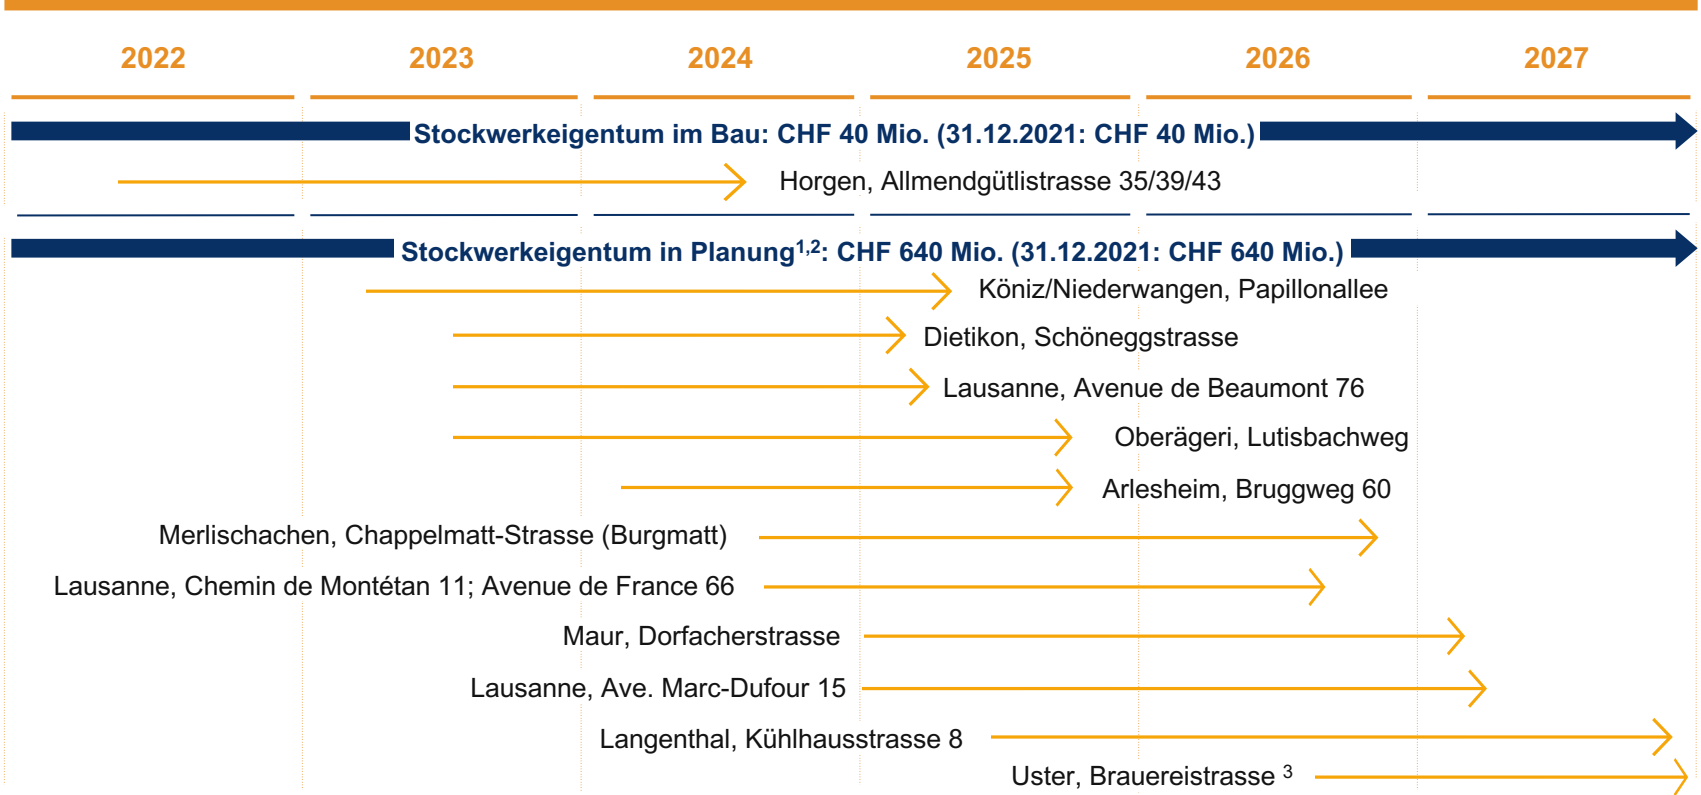 2022 2023 2024 2025 2026 2027
Stockwerkeigentum im Bau: CHF 40 Mio. (31.12.2021: CHF 40 Mio.)
Horgen, Allmendgütlistrasse 35/39/43
Stockwerkeigentum in Planung1,2: CHF 640 Mio. (31.12.2021: CHF 640 Mio.)
Köniz/Niederwangen, Papillonallee
Dietikon, Schöneggstrasse
Lausanne, Avenue de Beaumont 76
Oberägeri, Lutisbachweg
Arlesheim, Bruggweg 60
Merlischachen, Chappelmatt-Strasse (Burgmatt)
Lausanne, Chemin de Montétan 11; Avenue de France 66
Maur, Dorfacherstrasse
Lausanne, Ave. Marc-Dufour 15
Langenthal, Kühlhausstrasse 8
Uster, Brauereistrasse 3